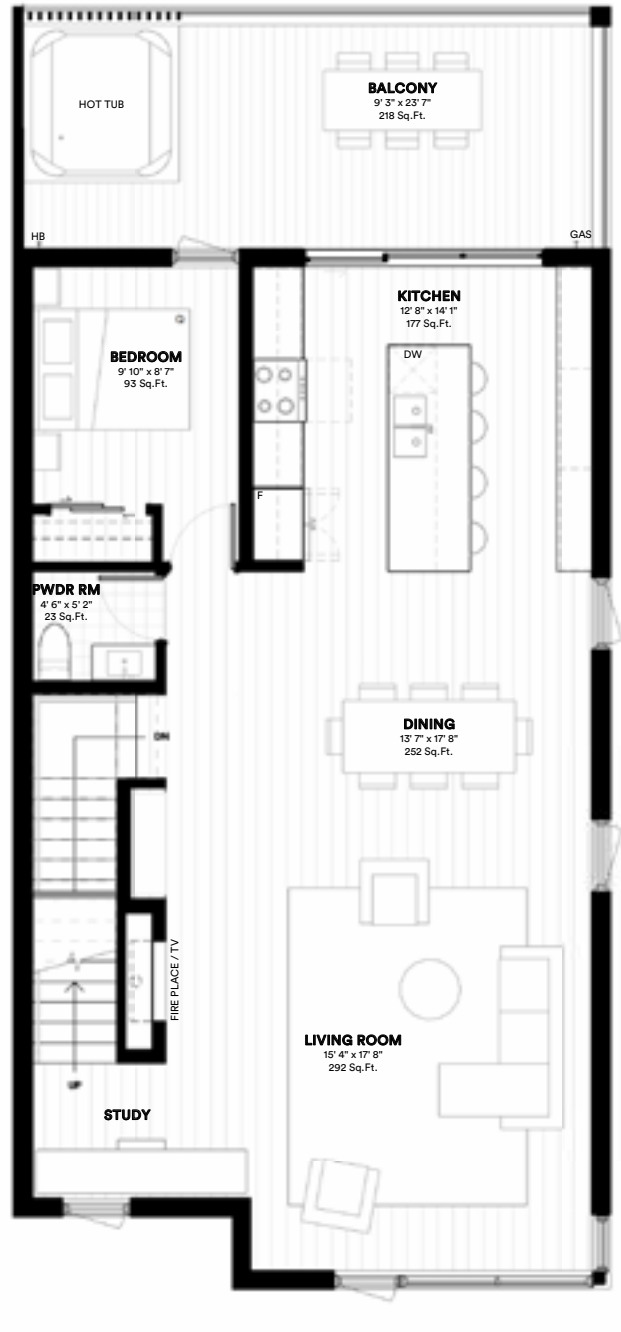 HOT TUB
BALCONY
9' 3" x 23' 7"
218 Sq.Ft.
HB
GAS
KITCHEN
12' 8" x 14' 1"
177 Sq.Ft.
DW
BEDROOM
9' 10" x 8' 7"
93 Sq.Ft.
F
PWDR RM
4' 6" x 5' 2"
23 Sq.Ft.
DN
DINING
13' 7" x 17' 8"
252 Sq.Ft.
FIRE PLACE / TV
LIVING ROOM
15' 4" x 17' 8"
292 Sq.Ft.
UP
STUDY